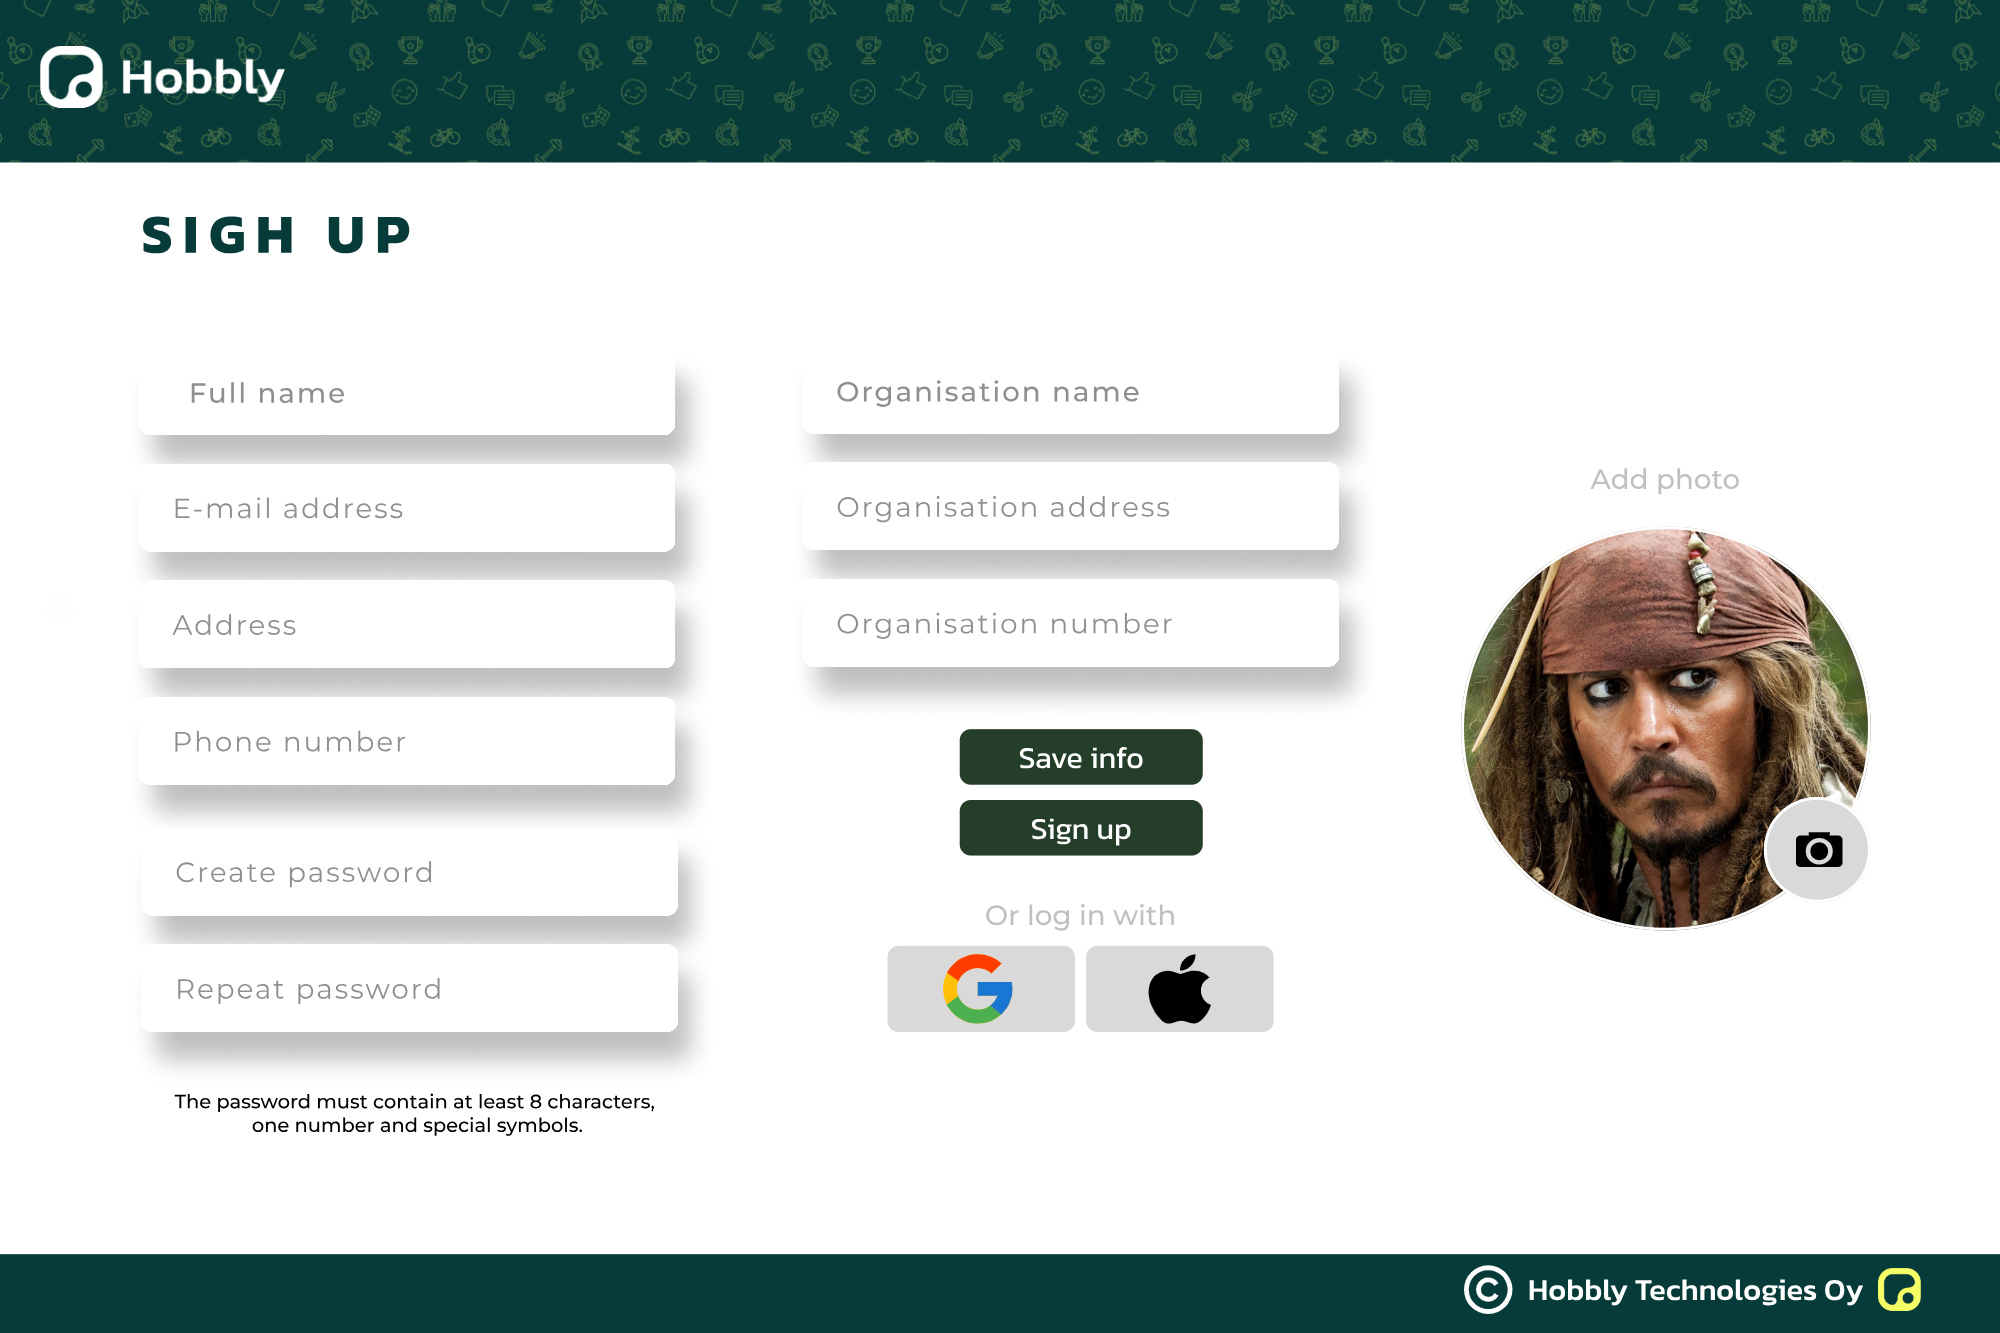 Hobbly
SIGH UP
Full name
E-mail address
Address
Phone number
Create password
Repeat password
The password must contain at least 8 characters,
one number and special symbols.
Organisation name
Organisation address
Organisation number
Save info
Sign up
Or log in with
Add photo
© Hobbly Technologies Oy